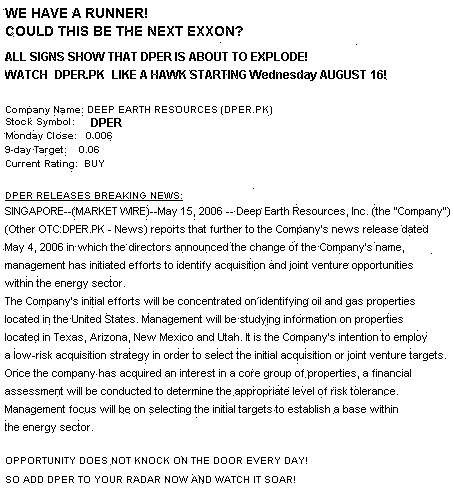 WE HAVE A RUNNER!
COULD THIS BE THE NEXT EXXON?
ALL SIGNS SHOW THAT DPER IS ABOUT TO EXPLODE!
WATCH DPER.PK LIKE A HAWK STARTING Wednesday AUGUST 16!
Company Name: DEEP EARTH RESOURCES (DPER.PK)
Stock Symbol: DPER
Monday Close: 0.006
9-day Target: 0.06
Current Rating: BUY
DPER RELEASES BREAKING NEWS:
SINGAPORE--(MARKET WIRE)--May 15, 2006 -- Deep Earth Resources, Inc. (the "Company")
(Other OTC:DPER.PK - News) reports that further to the Company's news release dated
May 4, 2006 in which the directors announced the change of the Company's name,
management has initiated efforts to identify acquisition and joint venture opportunities
within the energy sector.
The Company's initial efforts will be concentrated on identifying oil and gas properties
located in the United States. Management will be studying information on properties
located in Texas, Arizona, New Mexico and Utah. It is the Company's intention to employ
a low-risk acquisition strategy in order to select the initial acquisition or joint venture targets.
Once the company has acquired an interest in a core group of properties, a financial
assessment will be conducted to determine the appropriate level of risk tolerance.
Management focus will be on selecting the initial targets to establish a base within
the energy sector.
OPPORTUNITY DOES NOT KNOCK ON THE DOOR EVERY DAY!
SO ADD DPER TO YOUR RADAR NOW AND WATCH IT SOAR!